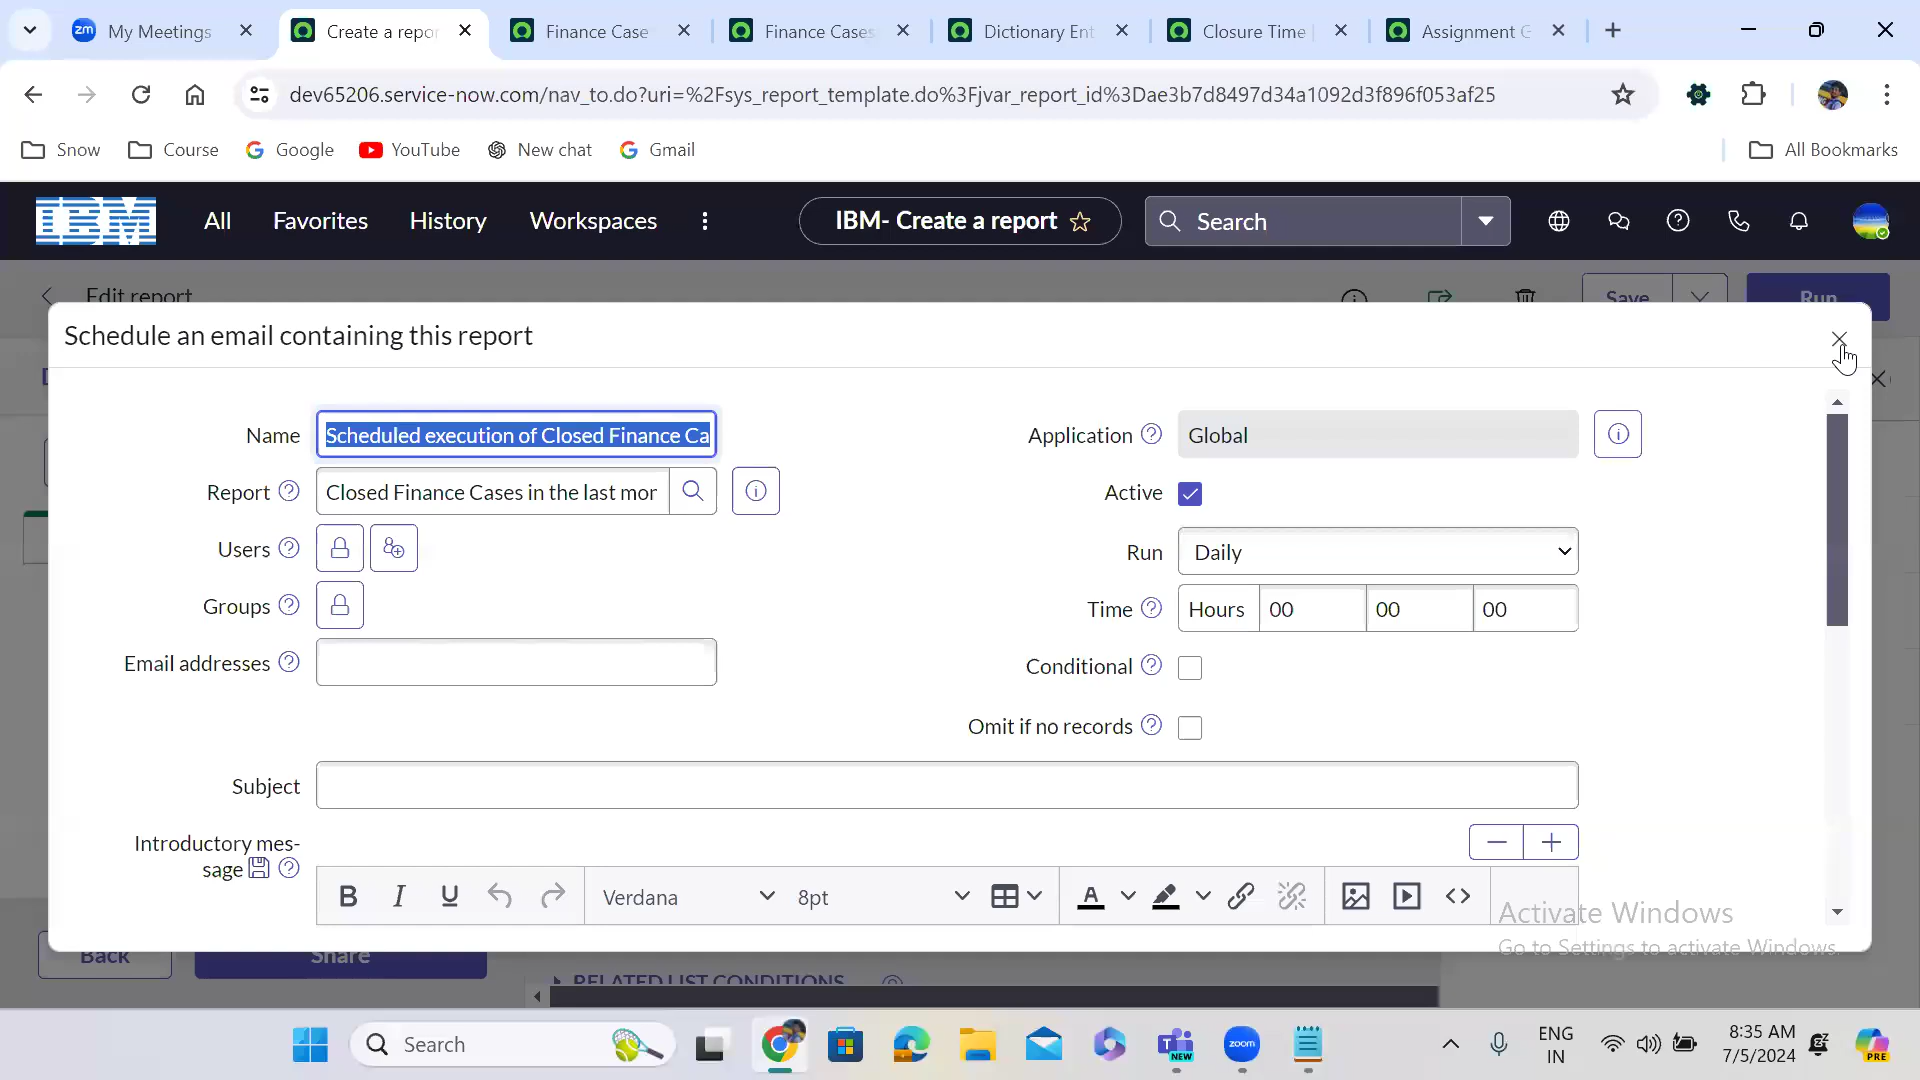 My Meetings
Create a repor
Finance Case
Finance Cases
Dictionary Ent
Closure Time |
Assignment G
dev65206.service-now.com/nav_to.do?uri=%2Fsys_report_template.do%3Fjvar_report_id%3Dae3b7d8497d34a1092d3f896f053af25
Snow
Course
Google
YouTube
New chat
Gmail
All Bookmarks
IBM
All
Favorites
History
Workspaces
IBM- Create a report
Search
Edit report
Save
Run
Schedule an email containing this report
Name
Scheduled execution of Closed Finance Ca
Application
Global
Report
Closed Finance Cases in the last mor
Active
Users
Run
Daily
Groups
Time
Hours
00
00
00
Email addresses
Conditional
Omit if no records
Subject
Introductory mes-
sage
B
I
U
Verdana
8pt
A
Activate Windows
Go to Settings to activate Windows.
Back
Share
RELATED LIST CONDITIONS
Search
NEW
zoom
ENG
IN
8:35 AM
7/5/2024
PRE